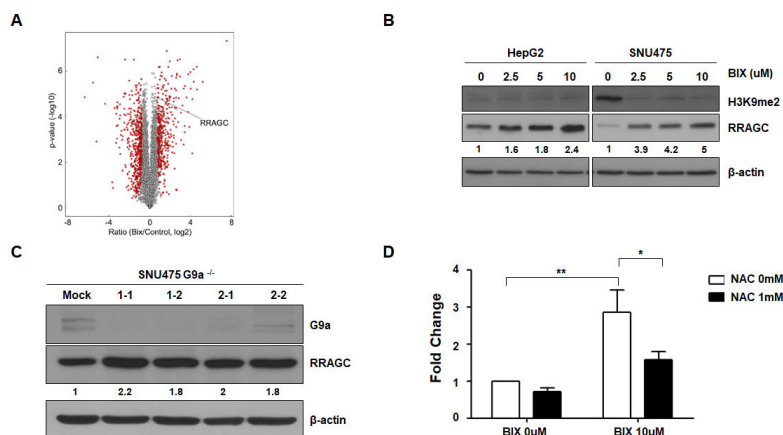 A
p-value (-log10)
6
4
2
0
RRAGC
-8 -4 0 4 8
Ratio (Bix/Control, log2)
B
HepG2 SNU475
0 2.5 5 10 0 2.5 5 10 BIX (uM)
H3K9me2
RRAGC
1 1.6 1.8 2.4 1 3.9 4.2 5
β-actin
C
SNU475 G9a -/-
Mock 1-1 1-2 2-1 2-2
G9a
RRAGC
1 2.2 1.8 2 1.8
β-actin
D
Fold Change
5
4
3
2
1
0
** *
NAC 0mM
NAC 1mM
BIX 0uM BIX 10uM